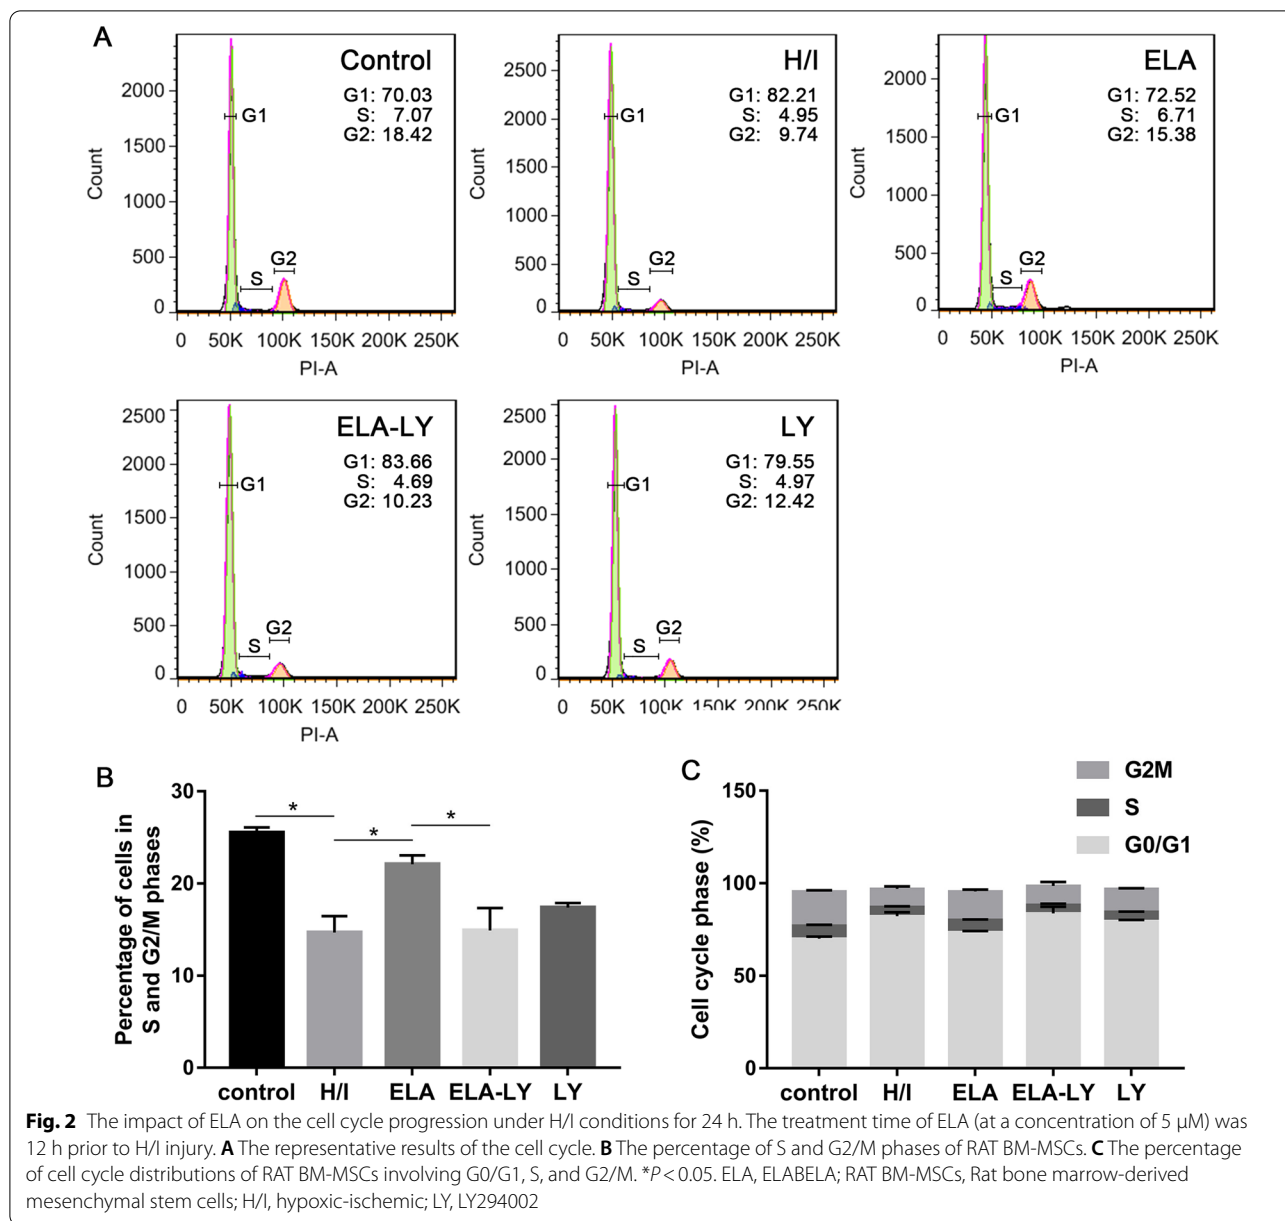 A
Control
G1: 70.03
S: 7.07
G2: 18.42
2000
1500
1000
500
0
Count
G1
S
G2
0 50K 100K 150K 200K 250K
PI-A
H/I
G1: 82.21
S: 4.95
G2: 9.74
2500
2000
1500
1000
500
0
Count
G1
S
G2
0 50K 100K 150K 200K 250K
PI-A
ELA
G1: 72.52
S: 6.71
G2: 15.38
2000
1500
1000
500
0
Count
G1
S
G2
0 50K 100K 150K 200K 250K
PI-A
ELA-LY
G1: 83.66
S: 4.69
G2: 10.23
2500
2000
1500
1000
500
0
Count
G1
S
G2
0 50K 100K 150K 200K 250K
PI-A
LY
G1: 79.55
S: 4.97
G2: 12.42
2500
2000
1500
1000
500
0
Count
G1
S
G2
0 50K 100K 150K 200K 250K
B
Percentage of cells in
S and G2/M phases
30
20
10
0
*
*
*
control H/I ELA ELA-LY LY
C
Cell cycle phase (%)
150
100
50
0
G2M
S
G0/G1
control H/I ELA ELA-LY LY
Fig. 2 The impact of ELA on the cell cycle progression under H/I conditions for 24 h. The treatment time of ELA (at a concentration of 5 μM) was
12 h prior to H/I injury. A The representative results of the cell cycle. B The percentage of S and G2/M phases of RAT BM-MSCs. C The percentage
of cell cycle distributions of RAT BM-MSCs involving G0/G1, S, and G2/M. *P < 0.05. ELA, ELABELA; RAT BM-MSCs, Rat bone marrow-derived
mesenchymal stem cells; H/I, hypoxic-ischemic; LY, LY294002